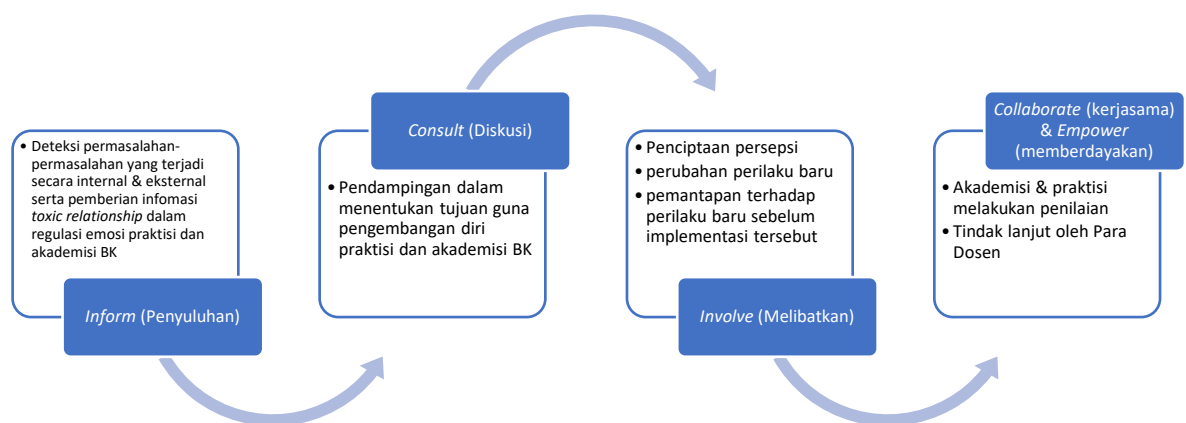 • Deteksi permasalahan-
permasalahan yang terjadi
secara internal & eksternal
serta pemberian infomasi
toxic relationship dalam
regulasi emosi praktisi dan
akademisi BK
Inform (Penyuluhan)
Consult (Diskusi)
• Pendampingan dalam
menentukan tujuan guna
pengembangan diri
praktisi dan akademisi BK
• Penciptaan persepsi
• perubahan perilaku baru
• pemantapan terhadap
perilaku baru sebelum
implementasi tersebut
Involve (Melibatkan)
Collaborate (kerjasama)
& Empower
(memberdayakan)
• Akademisi & praktisi
melakukan penilaian
• Tindak lanjut oleh Para
Dosen